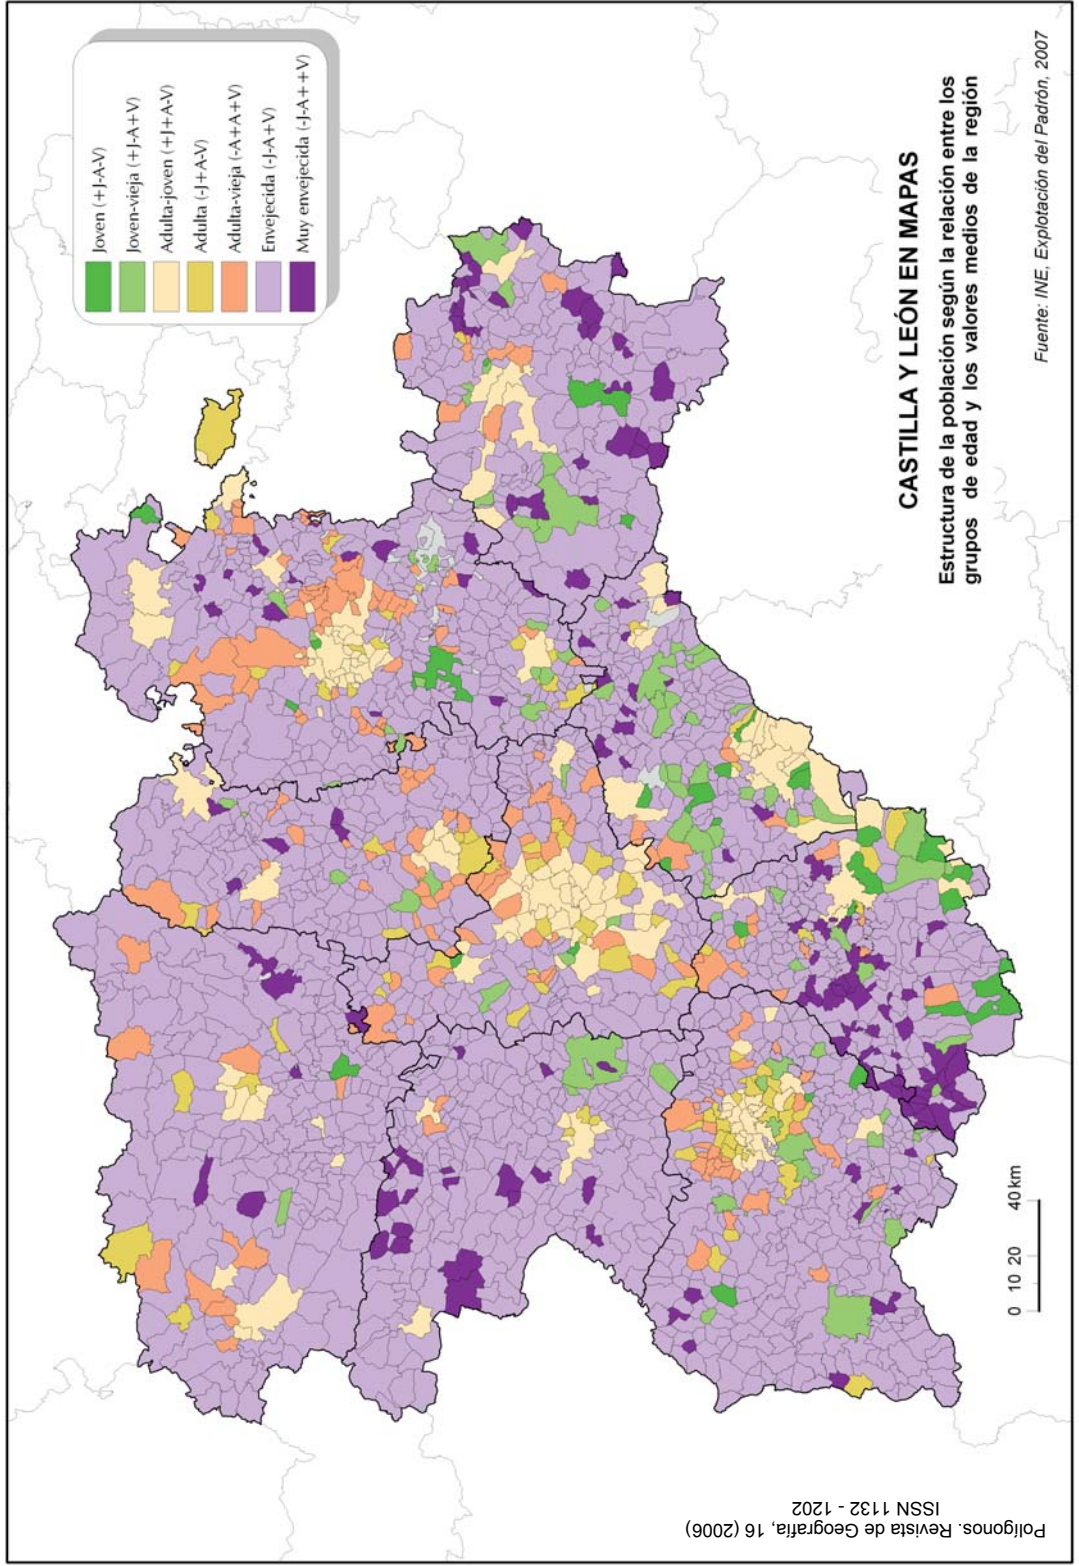 Joven (+J-A-V)
Joven-vieja (+J-A+V)
Adulta-joven (+J+A-V)
Adulta (-J+A-V)
Adulta-vieja (-A+A+V)
Envejecida (-J-A+V)
Muy envejecida (-J-A++V)
CASTILLA Y LEÓN EN MAPAS
Estructura de la población según la relación entre los
grupos de edad y los valores medios de la región
Fuente: INE, Explotación del Padrón, 2007
0 10 20 40 km
Polígonos. Revista de Geografía, 16 (2006)
ISSN 1132 - 1202